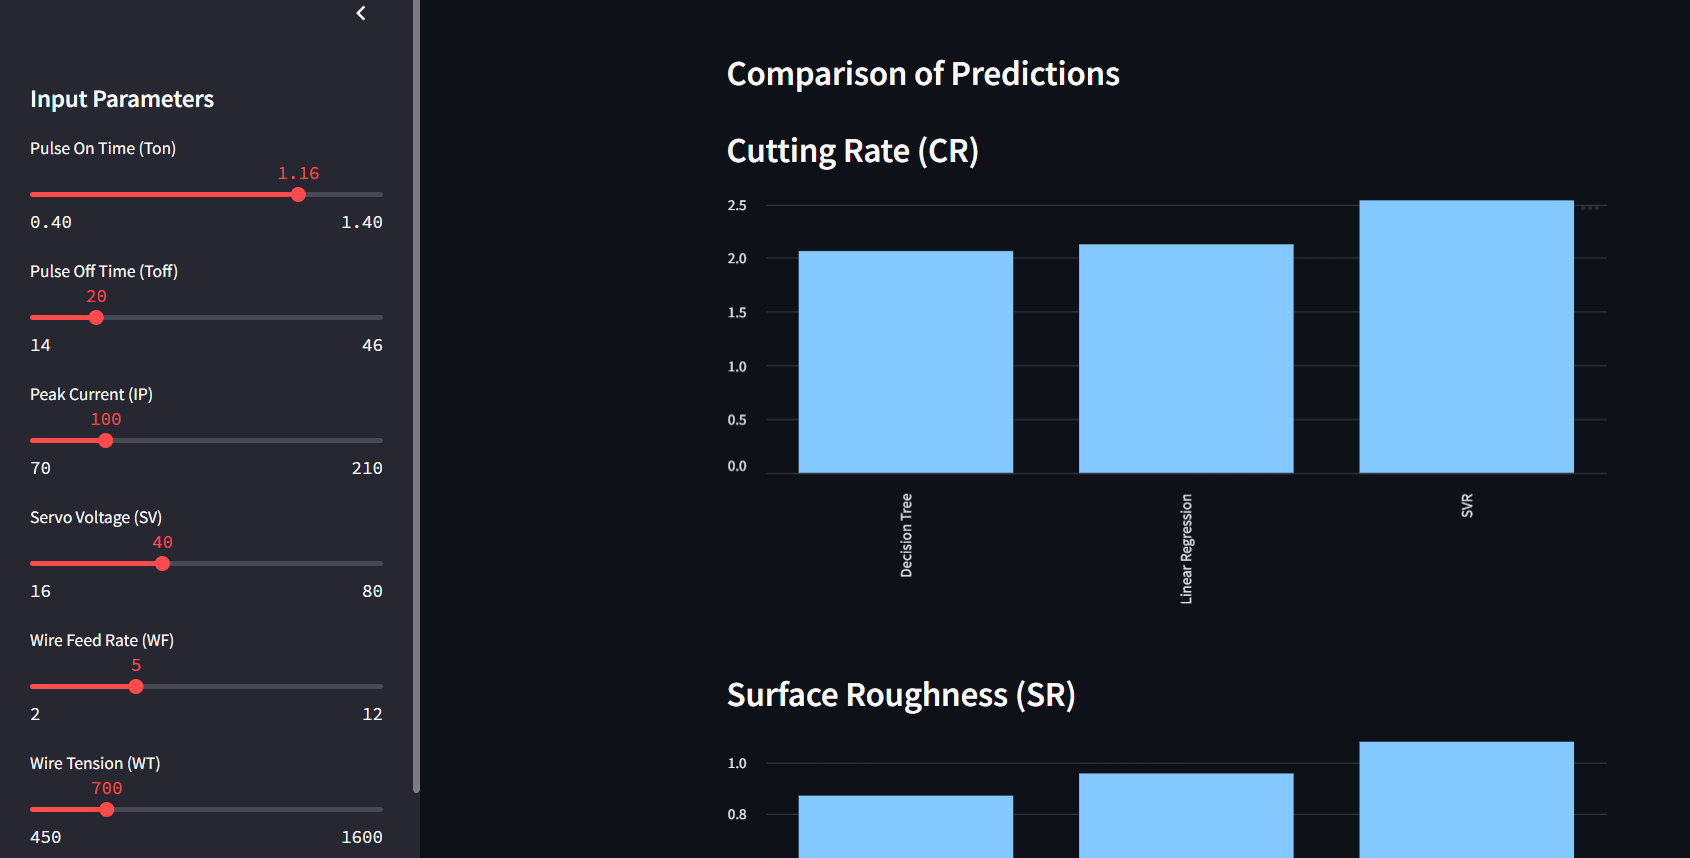 Input Parameters
Pulse On Time (Ton)
1.16
0.40 1.40
Pulse Off Time (Toff)
20
14 46
Peak Current (IP)
100
70 210
Servo Voltage (SV)
40
16 80
Wire Feed Rate (WF)
5
2 12
Wire Tension (WT)
700
450 1600
Comparison of Predictions
Cutting Rate (CR)
2.5
2.0
1.5
1.0
0.5
0.0
Decision Tree
Linear Regression
SVR
Surface Roughness (SR)
1.0
0.8